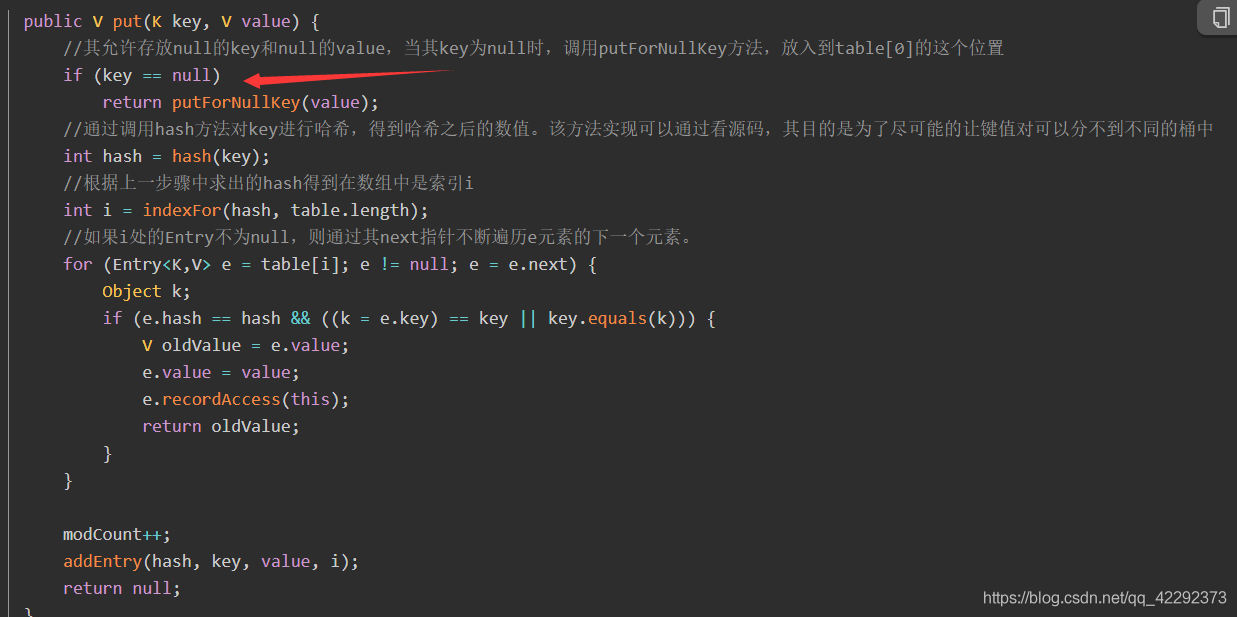 public V put(K key, V value) {
//其允许存放null的key和null的value，当其key为null时，调用putForNullKey方法，放入到table[0]的这个位置
if (key == null)
return putForNullKey(value);
//通过调用hash方法对key进行哈希，得到哈希之后的数值。该方法实现可以通过看源码，其目的是为了尽可能的让键值对可以分不到不同的桶中
int hash = hash(key);
//根据上一步骤中求出的hash得到在数组中是索引i
int i = indexFor(hash, table.length);
//如果i处的Entry不为null，则通过其next指针不断遍历e元素的下一个元素。
for (Entry<K,V> e = table[i]; e != null; e = e.next) {
Object k;
if (e.hash == hash && ((k = e.key) == key || key.equals(k))) {
V oldValue = e.value;
e.value = value;
e.recordAccess(this);
return oldValue;
}
}
modCount++;
addEntry(hash, key, value, i);
return null;
}
https://blog.csdn.net/qq_42292373